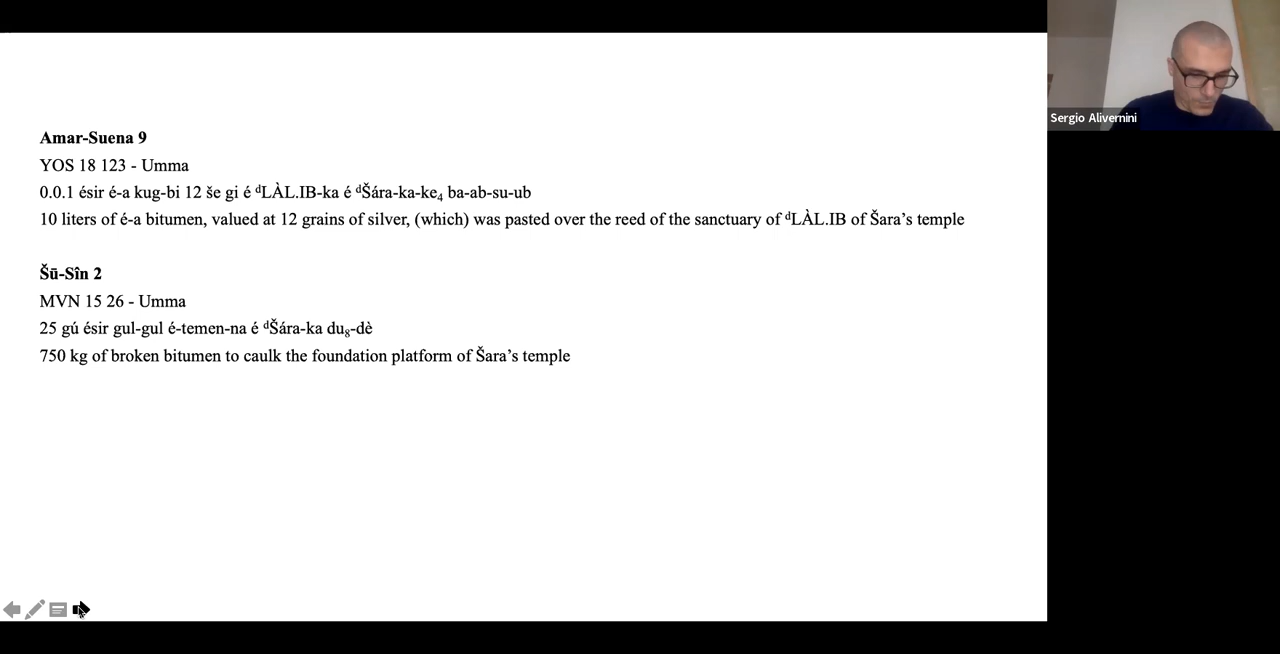 Amar-Suena 9
YOS 18 123 - Umma
0.0.1 ésir é-a kug-bi 12 še gi é ᵈLÀL.IB-ka é ᵈŠára-ka-ke₄ ba-ab-su-ub
10 liters of é-a bitumen, valued at 12 grains of silver, (which) was pasted over the reed of the sanctuary of ᵈLÀL.IB of Šara’s temple
Šū-Sîn 2
MVN 15 26 - Umma
25 gú ésir gul-gul é-temen-na é ᵈŠára-ka du₈-dè
750 kg of broken bitumen to caulk the foundation platform of Šara’s temple
Sergio Alivernini